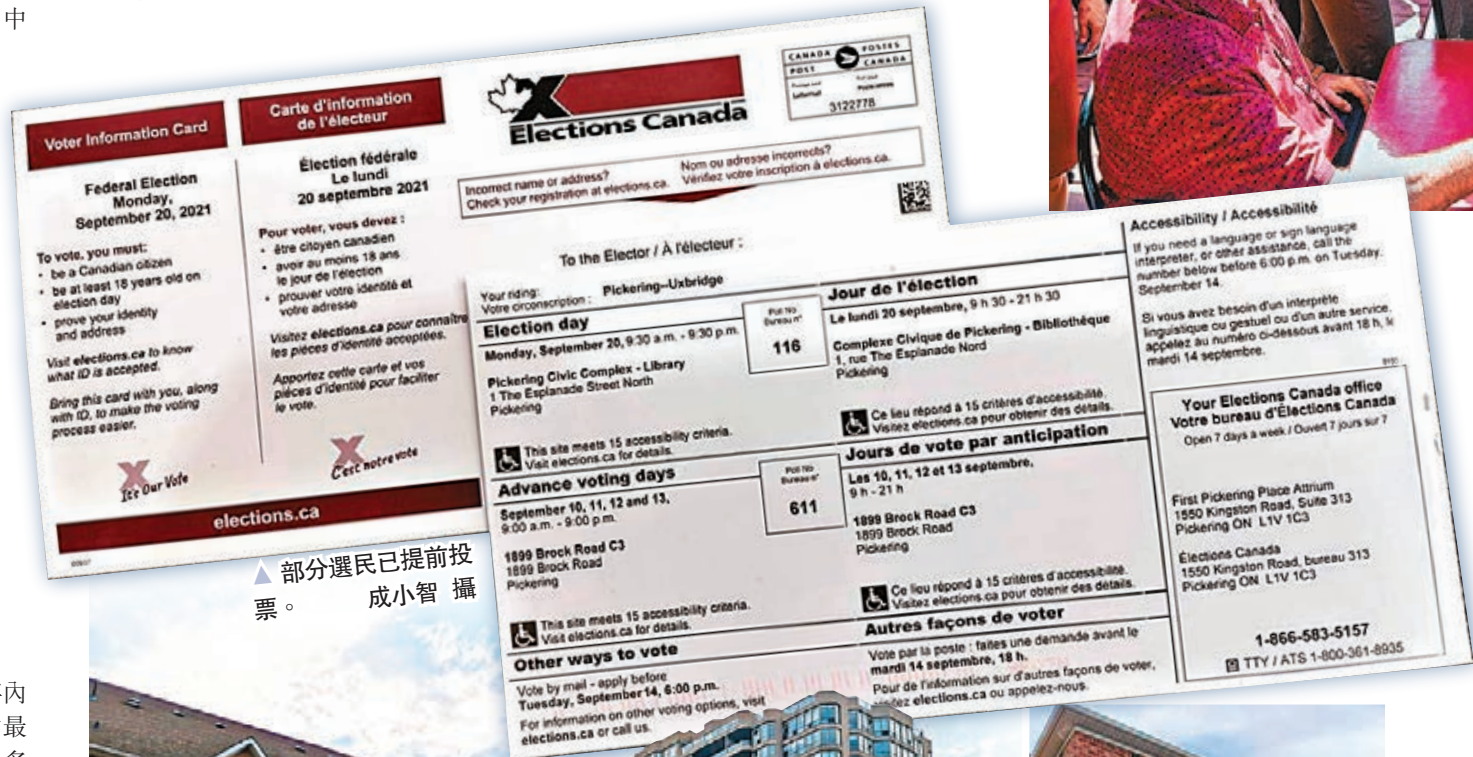 中
Voter Information Card
Federal Election
Monday,
September 20, 2021
To vote, you must:
• be a Canadian citizen
• be at least 18 years old on
election day
• prove your identity
and address
Visit elections.ca to know
what ID is accepted.
Bring this card with you, along
with ID, to make the voting
process easier.
X
It's Our Vote
Carte d'information
de l'électeur
Élection fédérale
Le lundi
20 septembre 2021
Pour voter, vous devez :
• être citoyen canadien
• avoir au moins 18 ans
le jour de l'élection
• prouver votre identité et
votre adresse
Visitez elections.ca pour connaître
les pièces d'identité acceptées.
Apportez cette carte et vos
pièces d'identité pour faciliter
le vote.
X
C'est notre vote
elections.ca
X
Elections Canada
CANADA POSTES
POST CANADA
3122778
Incorrect name or address?
Check your registration at elections.ca.
Nom ou adresse incorrects?
Vérifiez votre inscription à elections.ca.
To the Elector / À l'électeur :
Your riding:
Votre circonscription : Pickering--Uxbridge
Election day
Monday, September 20, 9:30 a.m. - 9:30 p.m.
Pickering Civic Complex - Library
1 The Esplanade Street North
Pickering
This site meets 15 accessibility criteria.
Visit elections.ca for details.
Poll No
Bureau n°
116
Jour de l'élection
Le lundi 20 septembre, 9 h 30 - 21 h 30
Complexe Civique de Pickering - Bibliothèque
1, rue The Esplanade Nord
Pickering
Ce lieu répond à 15 critères d'accessibilité.
Visitez elections.ca pour obtenir des détails.
Advance voting days
September 10, 11, 12 and 13,
9:00 a.m. - 9:00 p.m.
1899 Brock Road C3
1899 Brock Road
Pickering
This site meets 15 accessibility criteria.
Visit elections.ca for details.
Poll No
Bureau n°
611
Jours de vote par anticipation
Les 10, 11, 12 et 13 septembre,
9 h - 21 h
1899 Brock Road C3
1899 Brock Road
Pickering
Ce lieu répond à 15 critères d'accessibilité.
Visitez elections.ca pour obtenir des détails.
Other ways to vote
Vote by mail - apply before
Tuesday, September 14, 6:00 p.m.
For information on other voting options, visit
elections.ca or call us.
Autres façons de voter
Vote par la poste : faites une demande avant le
mardi 14 septembre, 18 h.
Pour de l'information sur d'autres façons de voter,
visitez elections.ca ou appelez-nous.
Accessibility / Accessibilité
If you need a language or sign language
interpreter, or other assistance, call the
number below before 6:00 p.m. on Tuesday,
September 14.
Si vous avez besoin d'un interprète
linguistique ou gestuel ou d'un autre service,
appelez au numéro ci-dessous avant 18 h, le
mardi 14 septembre.
Your Elections Canada office
Votre bureau d'Élections Canada
Open 7 days a week / Ouvert 7 jours sur 7
First Pickering Place Attrium
1550 Kingston Road, Suite 313
Pickering ON L1V 1C3
Élections Canada
1550 Kingston Road, bureau 313
Pickering ON L1V 1C3
1-866-583-5157
TTY / ATS 1-800-361-8935
▲ 部分選民已提前投
票。 成小智 攝
內
最